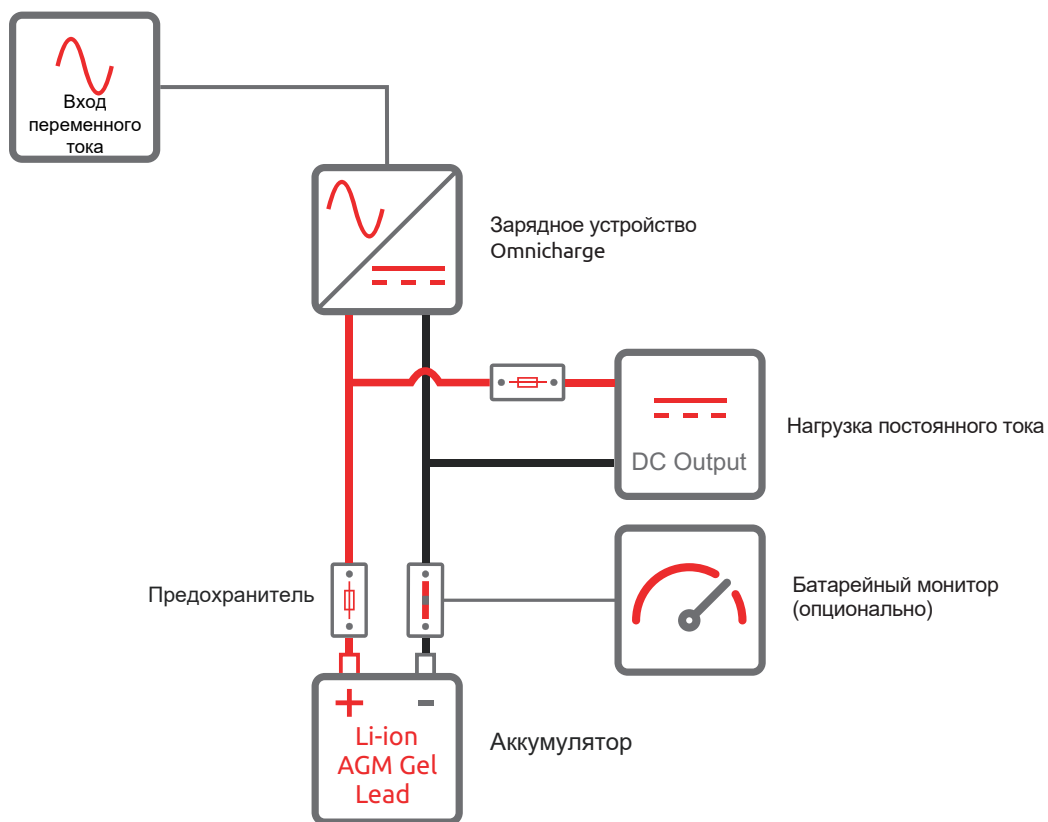 Вход
переменного
тока
Зарядное устройство
Omnicharge
DC Output
Нагрузка постоянного тока
Предохранитель
Батарейный монитор
(опционально)
+ -
Li-ion
AGM Gel
Lead
Аккумулятор